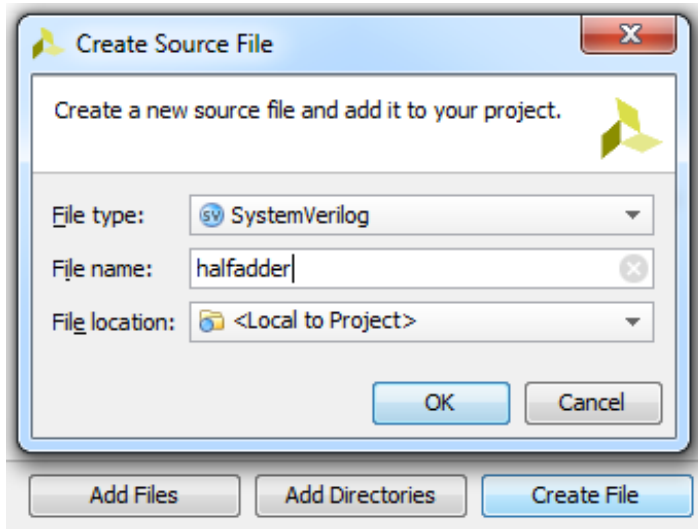 Create Source File
Create a new source file and add it to your project.
File type: SV SystemVerilog
File name: halfadder
File location: <Local to Project>
OK Cancel
Add Files Add Directories Create File